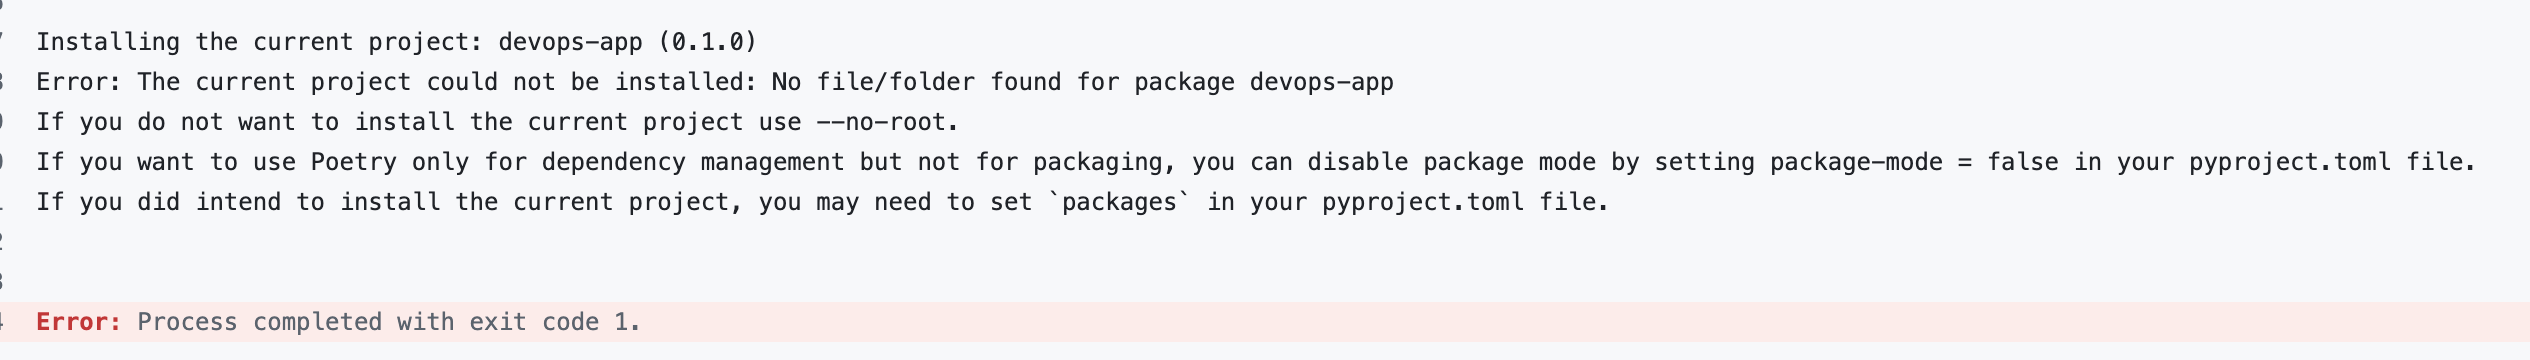 Installing the current project: devops-app (0.1.0)
Error: The current project could not be installed: No file/folder found for package devops-app
If you do not want to install the current project use --no-root.
If you want to use Poetry only for dependency management but not for packaging, you can disable package mode by setting package-mode = false in your pyproject.toml file.
If you did intend to install the current project, you may need to set `packages` in your pyproject.toml file.
Error: Process completed with exit code 1.